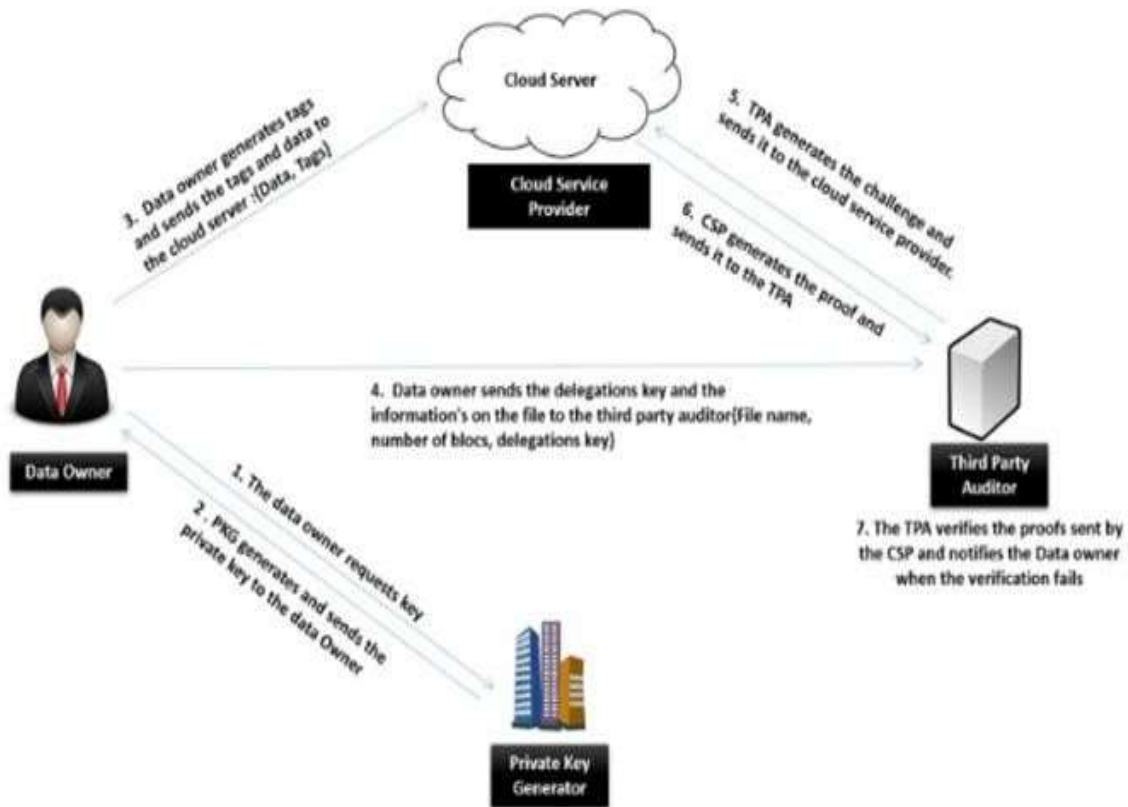 Cloud Server
Cloud Service
Provider
3. Data owner generates tags
and sends the tags and data to
the cloud server :{Data, Tags}
5. TPA generates the challenge and
sends it to the cloud service provider.
6. CSP generates the proof and
sends it to the TPA
4. Data owner sends the delegations key and the
information's on the file to the third party auditor{File name,
number of blocs, delegations key}
Data Owner
Third Party
Auditor
1. The data owner requests key
2 . PKG generates and sends the
private key to the data Owner
7. The TPA verifies the proofs sent by
the CSP and notifies the Data owner
when the verification fails
Private Key
Generator